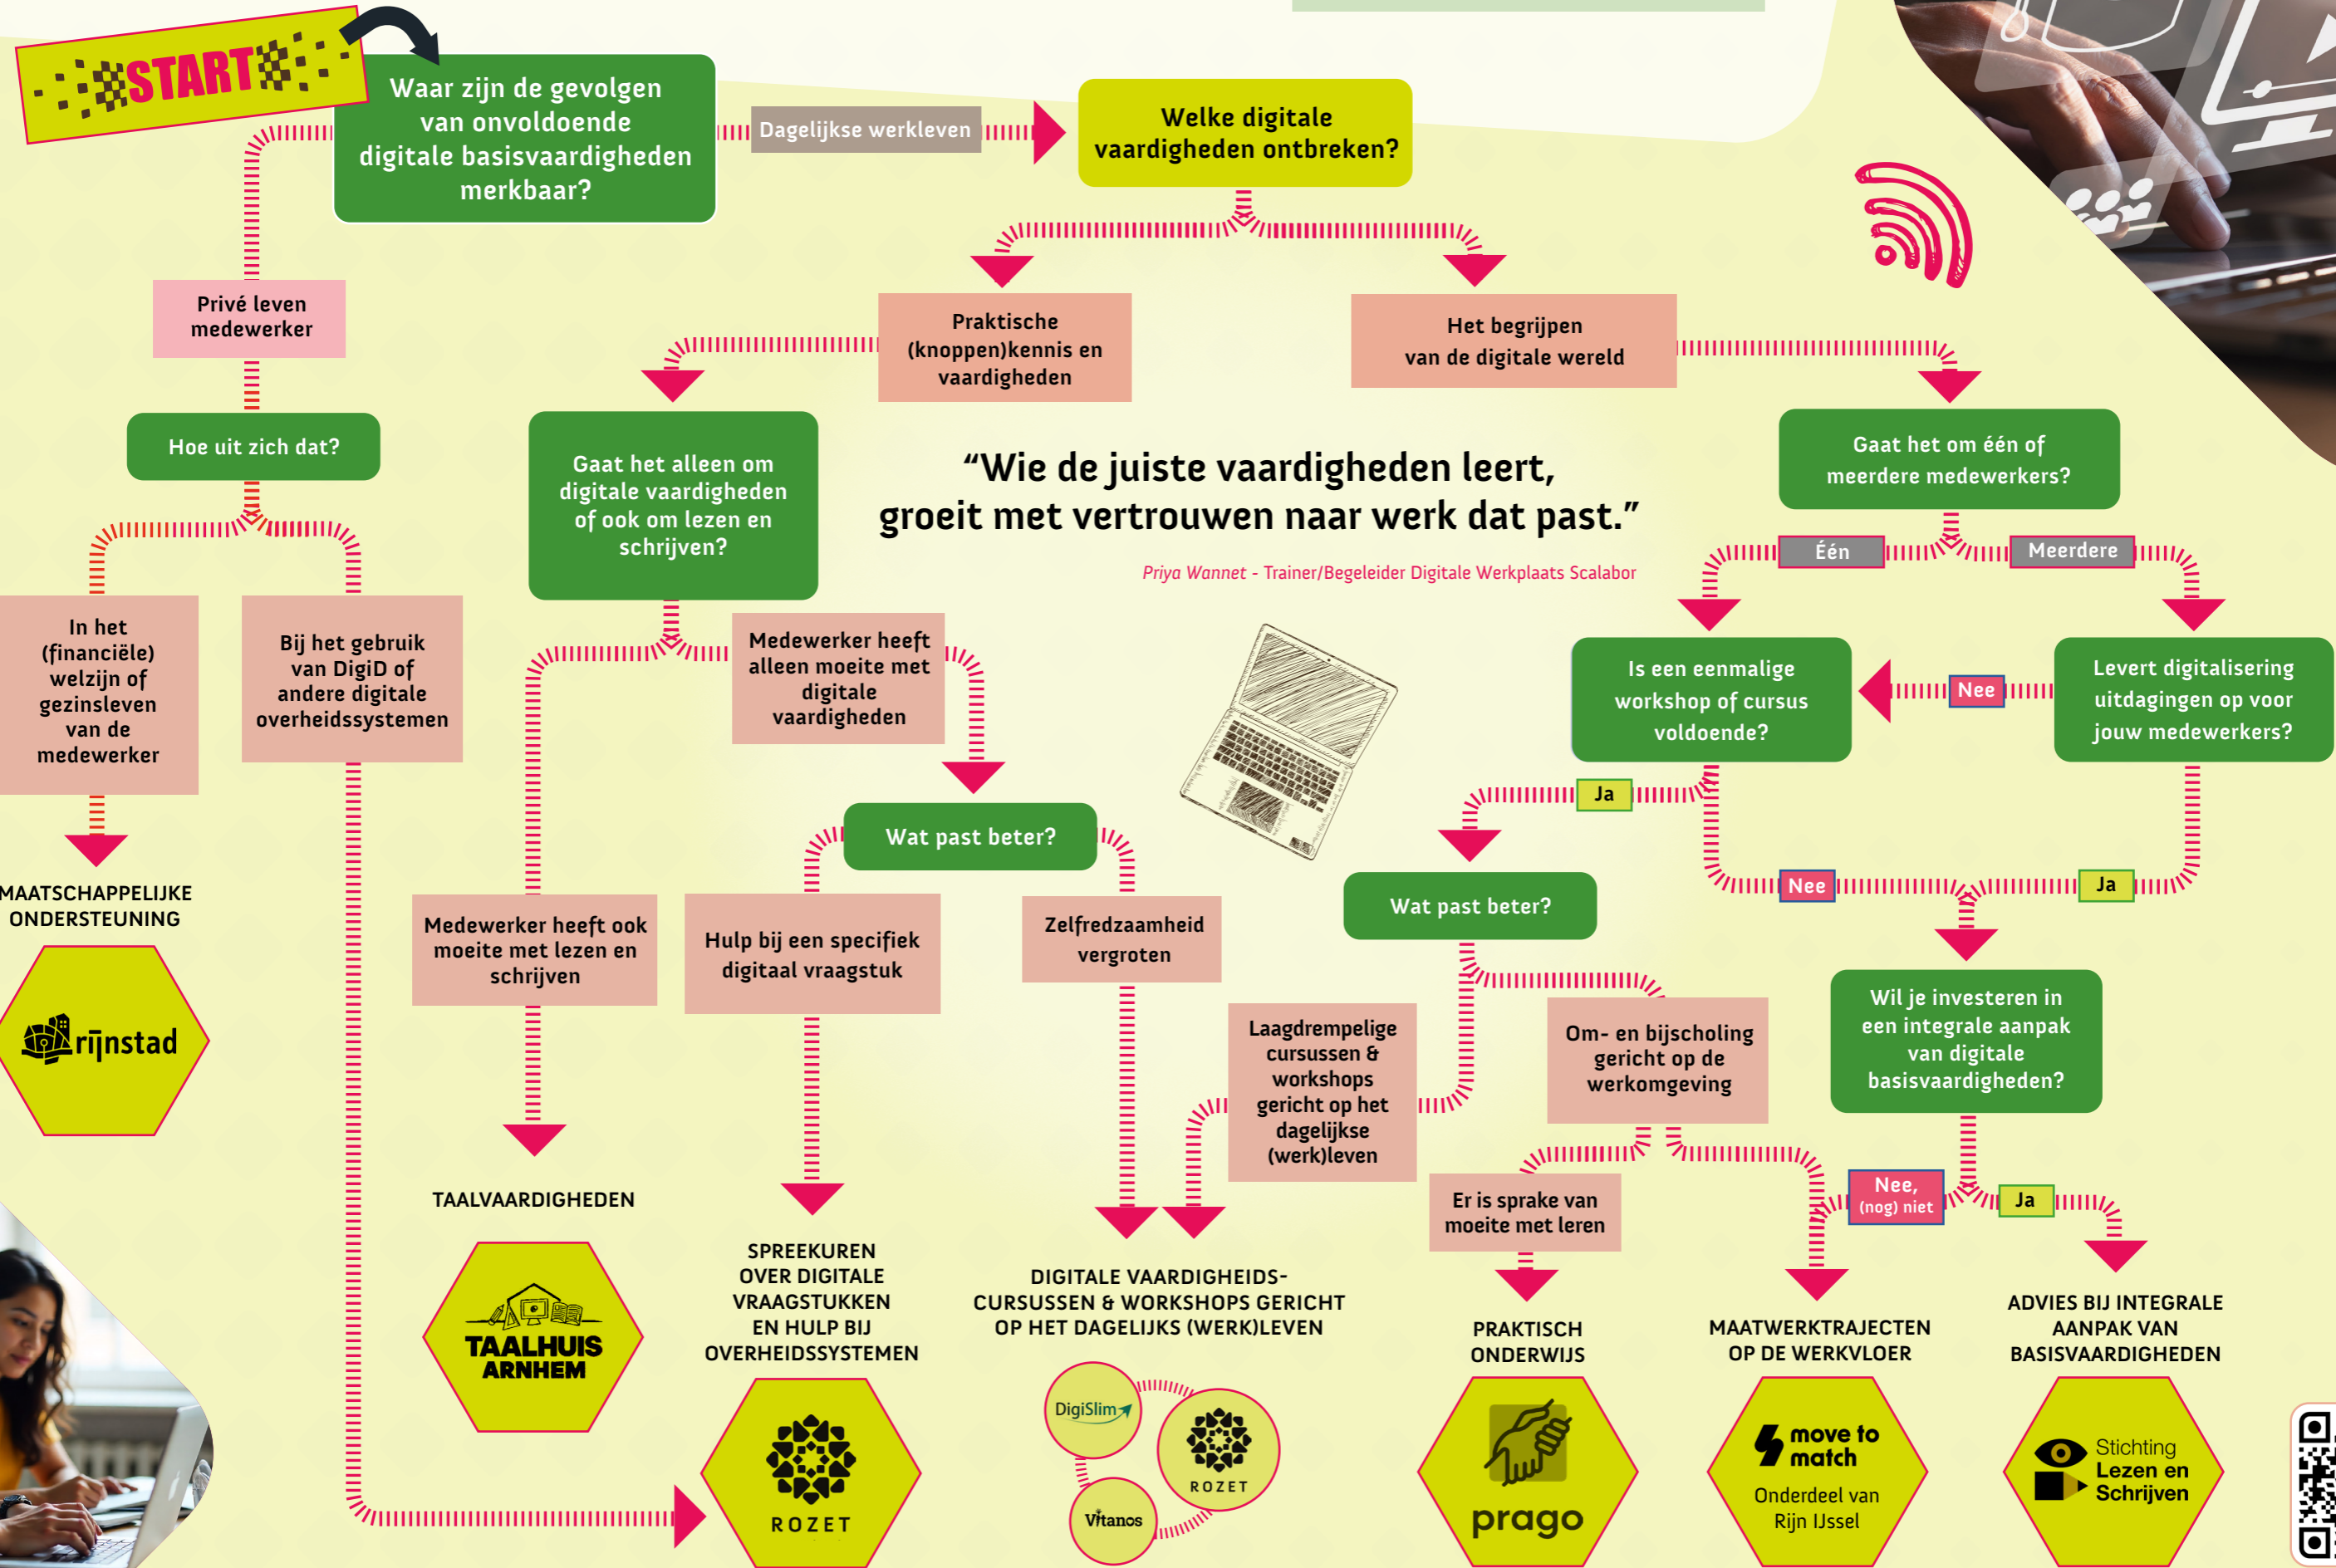 START
Waar zijn de gevolgen
van onvoldoende
digitale basisvaardigheden
merkbaar?
Dagelijkse werkleven
Welke digitale
vaardigheden ontbreken?
Privé leven
medewerker
Praktische
(knoppen)kennis en
vaardigheden
Het begrijpen
van de digitale wereld
Hoe uit zich dat?
Gaat het alleen om
digitale vaardigheden
of ook om lezen en
schrijven?
“Wie de juiste vaardigheden leert,
groeit met vertrouwen naar werk dat past.”
Priya Wannet - Trainer/Begeleider Digitale Werkplaats Scalabor
Gaat het om één of
meerdere medewerkers?
Één
Meerdere
In het
(financiële)
welzijn of
gezinsleven
van de
medewerker
Bij het gebruik
van DigiD of
andere digitale
overheidssystemen
Medewerker heeft
alleen moeite met
digitale
vaardigheden
Is een eenmalige
workshop of cursus
voldoende?
Nee
Levert digitalisering
uitdagingen op voor
jouw medewerkers?
Ja
Wat past beter?
Wat past beter?
Nee
Ja
MAATSCHAPPELIJKE
ONDERSTEUNING
rijnstad
Medewerker heeft ook
moeite met lezen en
schrijven
Hulp bij een specifiek
digitaal vraagstuk
Zelfredzaamheid
vergroten
Laagdrempelige
cursussen &
workshops
gericht op het
dagelijkse
(werk)leven
Om- en bijscholing
gericht op de
werkomgeving
Wil je investeren in
een integrale aanpak
van digitale
basisvaardigheden?
Er is sprake van
moeite met leren
Nee,
(nog) niet
Ja
TAALVAARDIGHEDEN
TAALHUIS
ARNHEM
SPREEKUREN
OVER DIGITALE
VRAAGSTUKKEN
EN HULP BIJ
OVERHEIDSSYSTEMEN
ROZET
DIGITALE VAARDIGHEIDS-
CURSUSSEN & WORKSHOPS GERICHT
OP HET DAGELIJKS (WERK)LEVEN
DigiSlim
ROZET
Vitanos
PRAKTISCH
ONDERWIJS
prago
MAATWERKTRAJECTEN
OP DE WERKVLOER
move to
match
Onderdeel van
Rijn IJssel
ADVIES BIJ INTEGRALE
AANPAK VAN
BASISVAARDIGHEDEN
Stichting
Lezen en
Schrijven